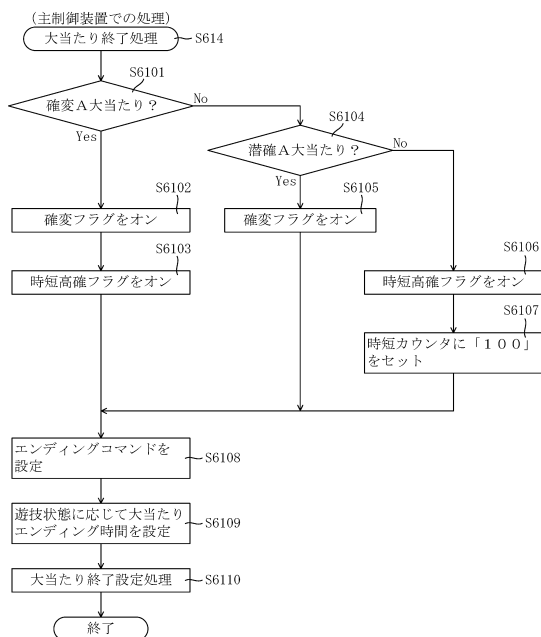 (主制御装置での処理)
大当たり終了処理
S614
S6101
確変A大当たり？
No
Yes
S6104
潜確A大当たり？
No
Yes
S6102
確変フラグをオン
S6105
確変フラグをオン
S6103
時短高確フラグをオン
S6106
時短高確フラグをオン
S6107
時短カウンタに「１００」
をセット
エンディングコマンドを
設定
S6108
遊技状態に応じて大当たり
エンディング時間を設定
S6109
大当たり終了設定処理
S6110
終了